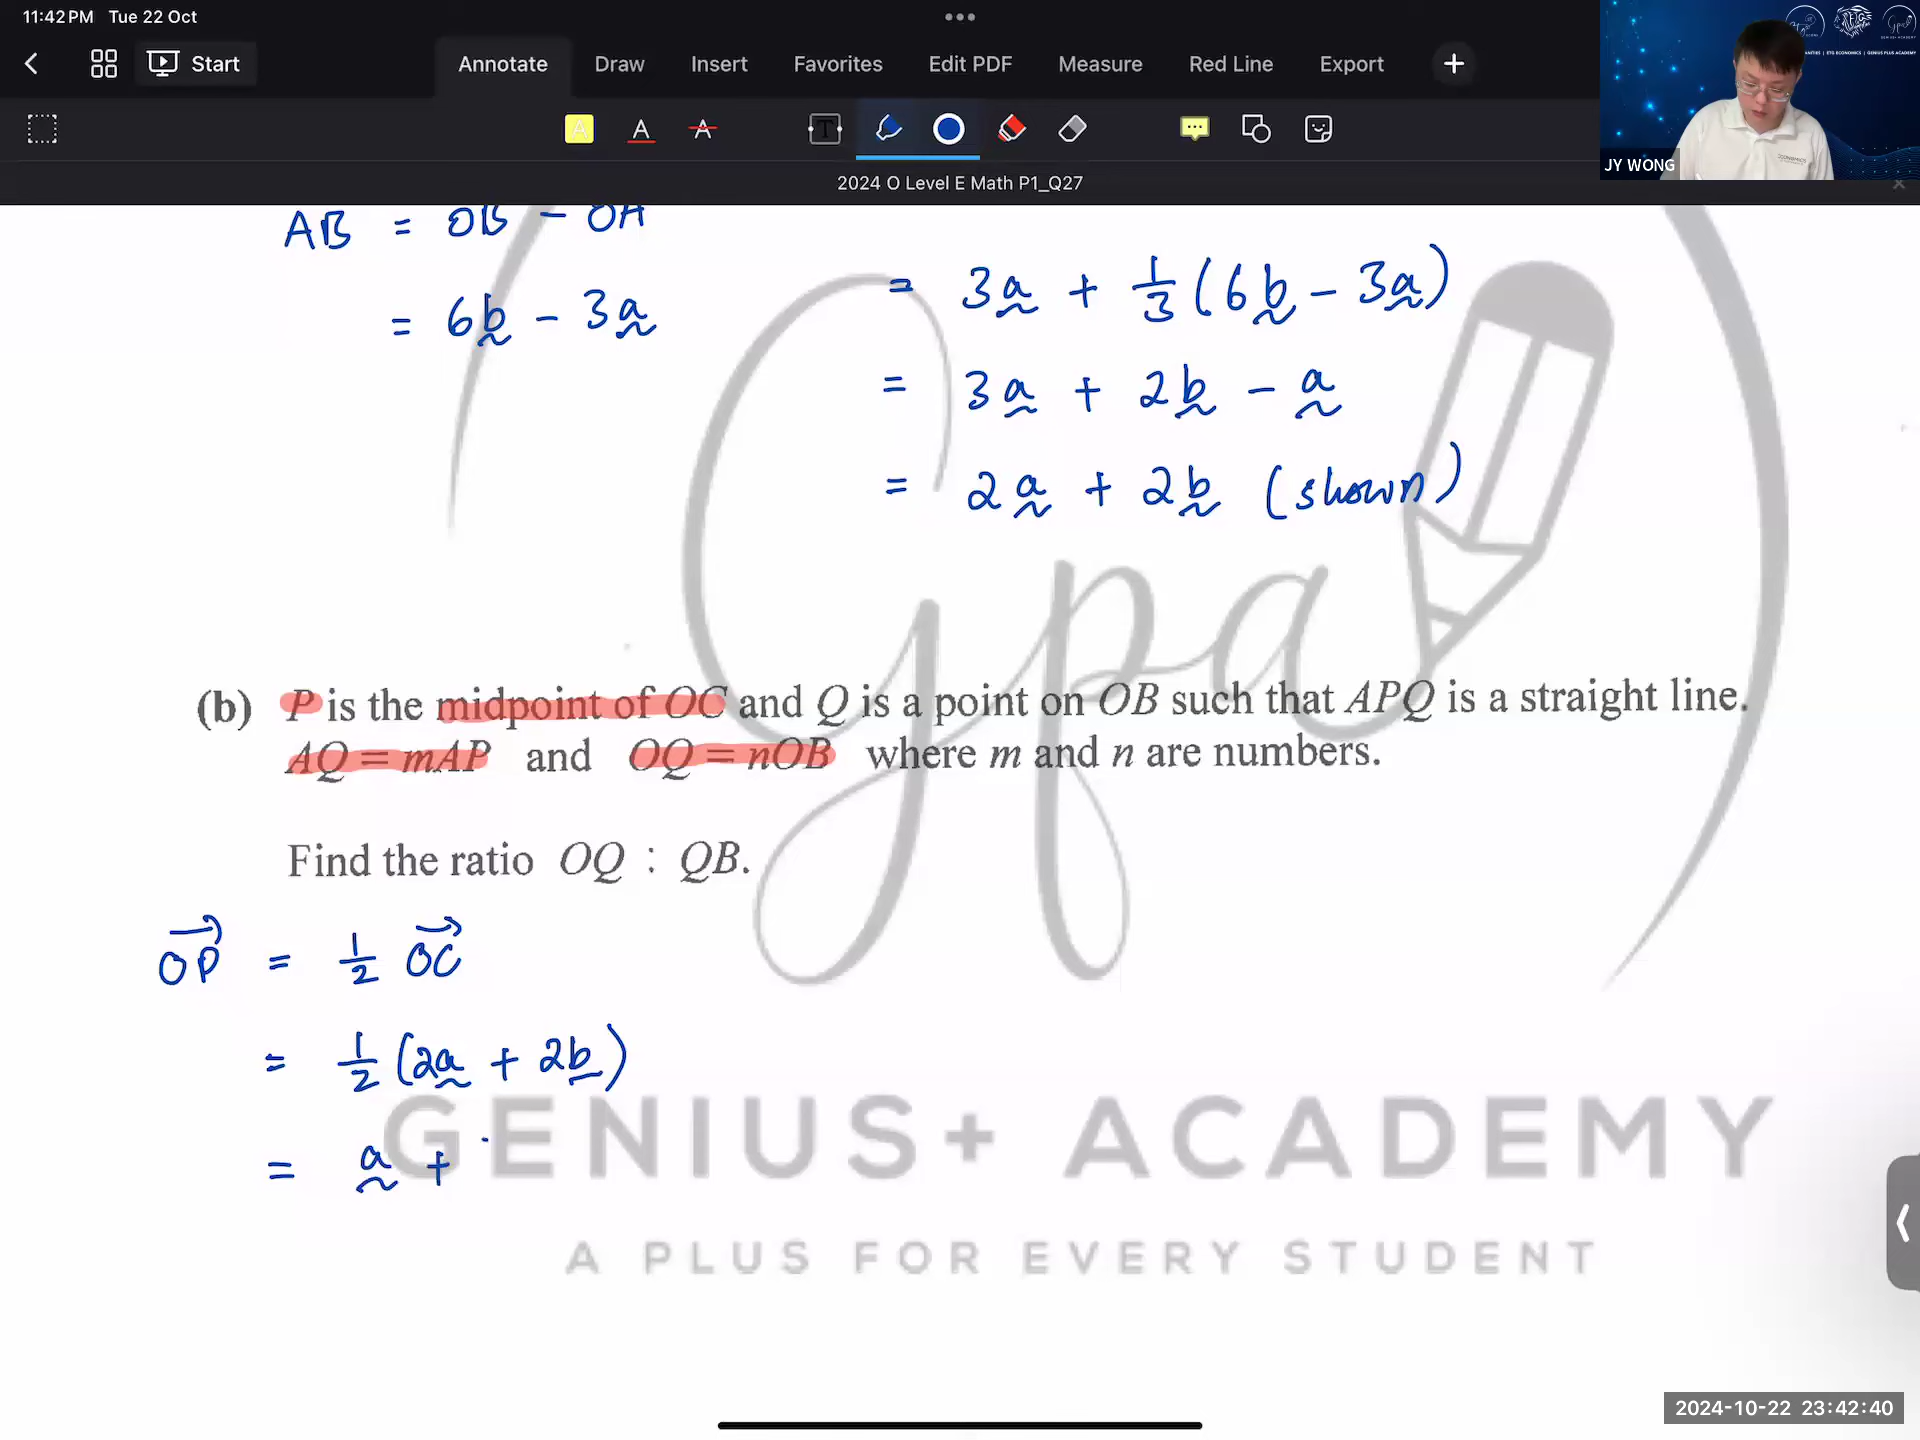 11:42 PM Tue 22 Oct
Start
Annotate Draw Insert Favorites Edit PDF Measure Red Line Export
JY WONG
2024 O Level E Math P1_Q27
AB = OB - OA
= 6b - 3a
= 3a + 1/3 (6b - 3a)
= 3a + 2b - a
= 2a + 2b (shown)
gpa
(b) P is the midpoint of OC and Q is a point on OB such that APQ is a straight line.
AQ = mAP and OQ = nOB where m and n are numbers.
Find the ratio OQ : QB.
OP = 1/2 OC
= 1/2 (2a + 2b)
= a +
GENIUS+ ACADEMY
A PLUS FOR EVERY STUDENT
2024-10-22 23:42:40